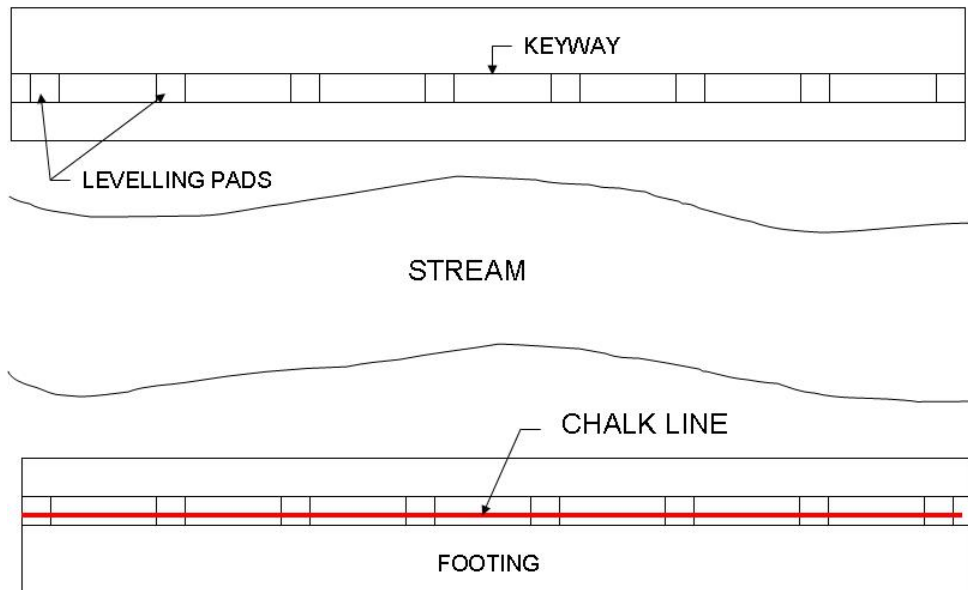 KEYWAY
LEVELLING PADS
STREAM
CHALK LINE
FOOTING